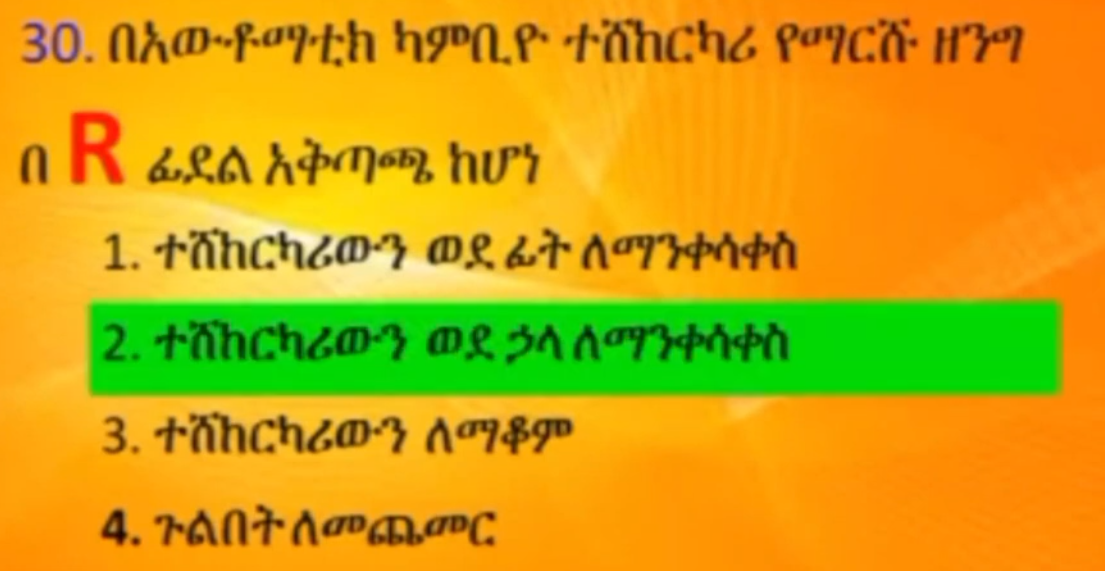 30. በአውቶማቲክ ካምቢዮ ተሽከርካሪ የማርሹ ዘንግ
በ R ፊደል አቅጣጫ ከሆነ
1. ተሽከርካሪውን ወደ ፊት ለማንቀሳቀስ
2. ተሽከርካሪውን ወደ ኃላ ለማንቀሳቀስ
3. ተሽከርካሪውን ለማቆም
4. ጉልበት ለመጨመር